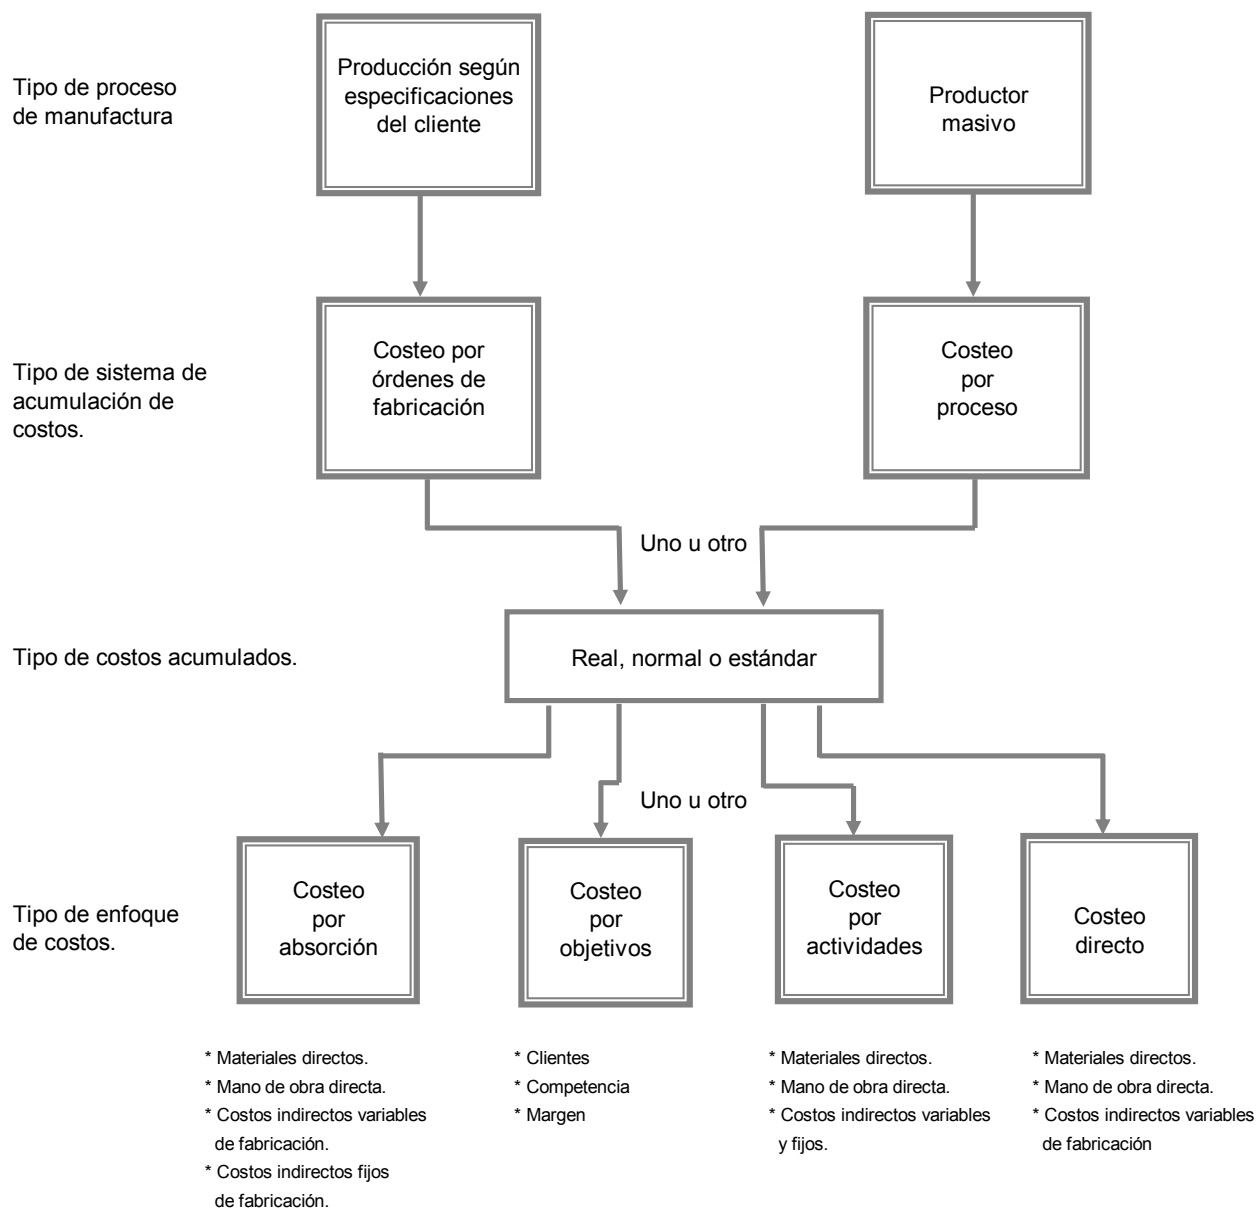 Tipo de proceso
de manufactura
Producción según
especificaciones
del cliente
Productor
masivo
Tipo de sistema de
acumulación de
costos.
Costeo por
órdenes de
fabricación
Costeo
por
proceso
Uno u otro
Tipo de costos acumulados.
Real, normal o estándar
Uno u otro
Tipo de enfoque
de costos.
Costeo
por
absorción
Costeo
por
objetivos
Costeo
por
actividades
Costeo
directo
* Materiales directos.
* Mano de obra directa.
* Costos indirectos variables
de fabricación.
* Costos indirectos fijos
de fabricación.
* Clientes
* Competencia
* Margen
* Materiales directos.
* Mano de obra directa.
* Costos indirectos variables
y fijos.
* Materiales directos.
* Mano de obra directa.
* Costos indirectos variables
de fabricación